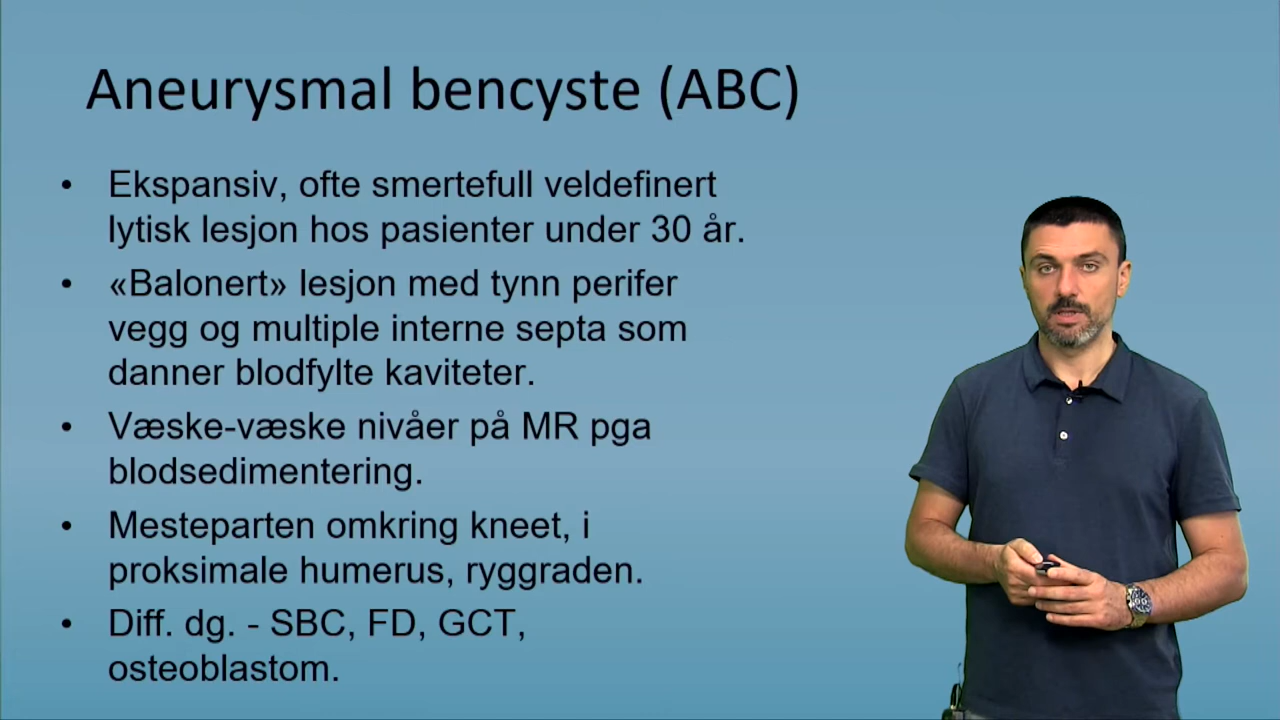 Aneurysmal bencyste (ABC)
• Ekspansiv, ofte smertefull veldefinert
lytisk lesjon hos pasienter under 30 år.
• «Balonert» lesjon med tynn perifer
vegg og multiple interne septa som
danner blodfylte kaviteter.
• Væske-væske nivåer på MR pga
blodsedimentering.
• Mesteparten omkring kneet, i
proksimale humerus, ryggraden.
• Diff. dg. - SBC, FD, GCT,
osteoblastom.